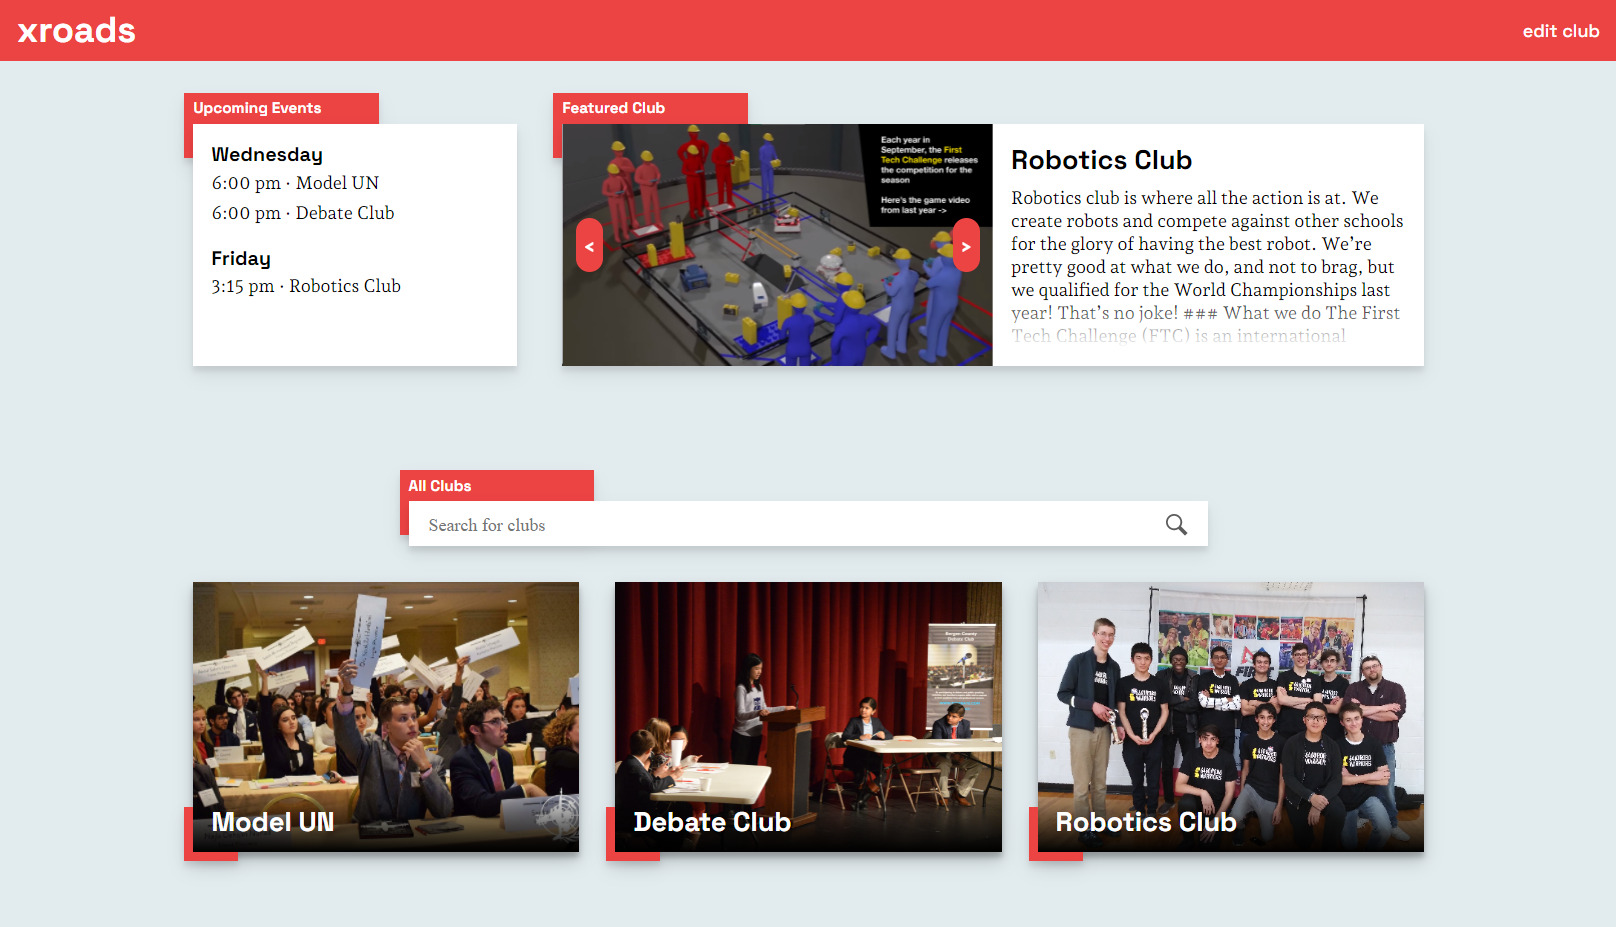 xroads
edit club
Upcoming Events
Wednesday
6:00 pm · Model UN
6:00 pm · Debate Club
Friday
3:15 pm · Robotics Club
Featured Club
Each year in
September, the First
Tech Challenge releases
the competition for the
season
Here's the game video
from last year ->
<
>
Robotics Club
Robotics club is where all the action is at. We
create robots and compete against other schools
for the glory of having the best robot. We're
pretty good at what we do, and not to brag, but
we qualified for the World Championships last
year! That's no joke! ### What we do The First
Tech Challenge (FTC) is an international
All Clubs
Search for clubs
Bergen County
Debate Club
Model UN
Debate Club
Robotics Club